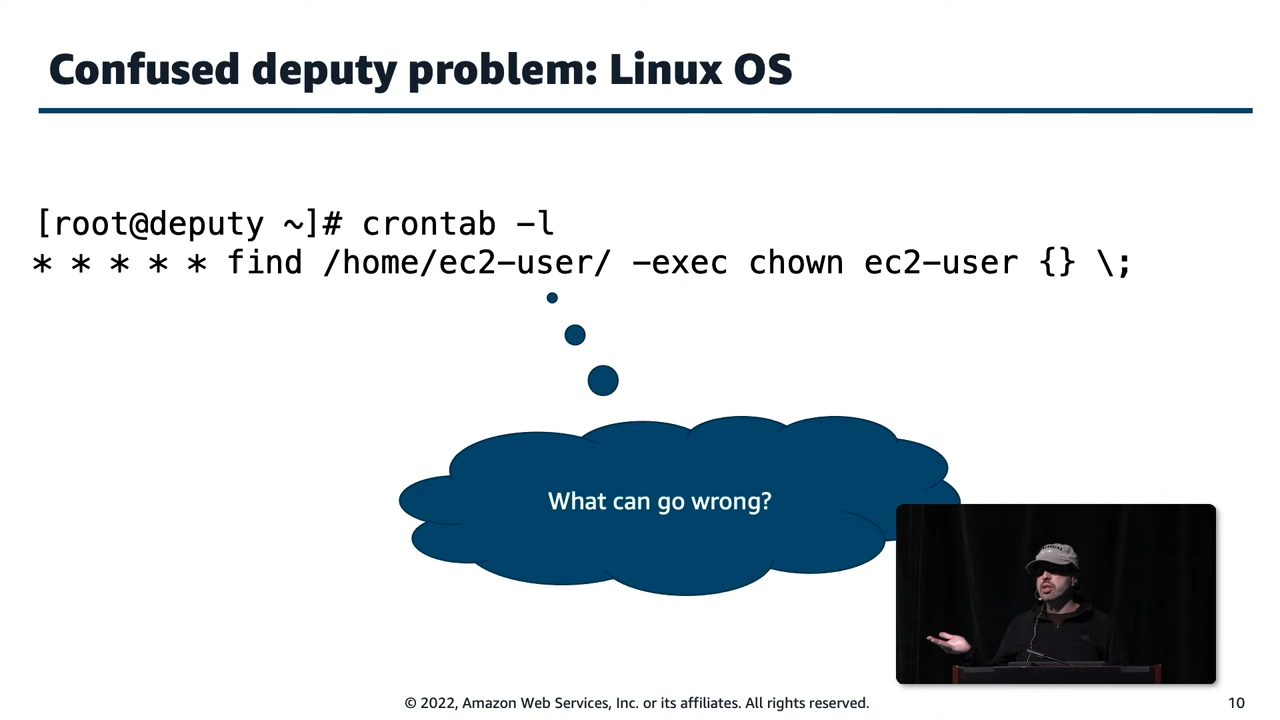 Confused deputy problem: Linux OS
[root@deputy ~]# crontab -l
* * * * * find /home/ec2-user/ -exec chown ec2-user {} \;
What can go wrong?
© 2022, Amazon Web Services, Inc. or its affiliates. All rights reserved.
10